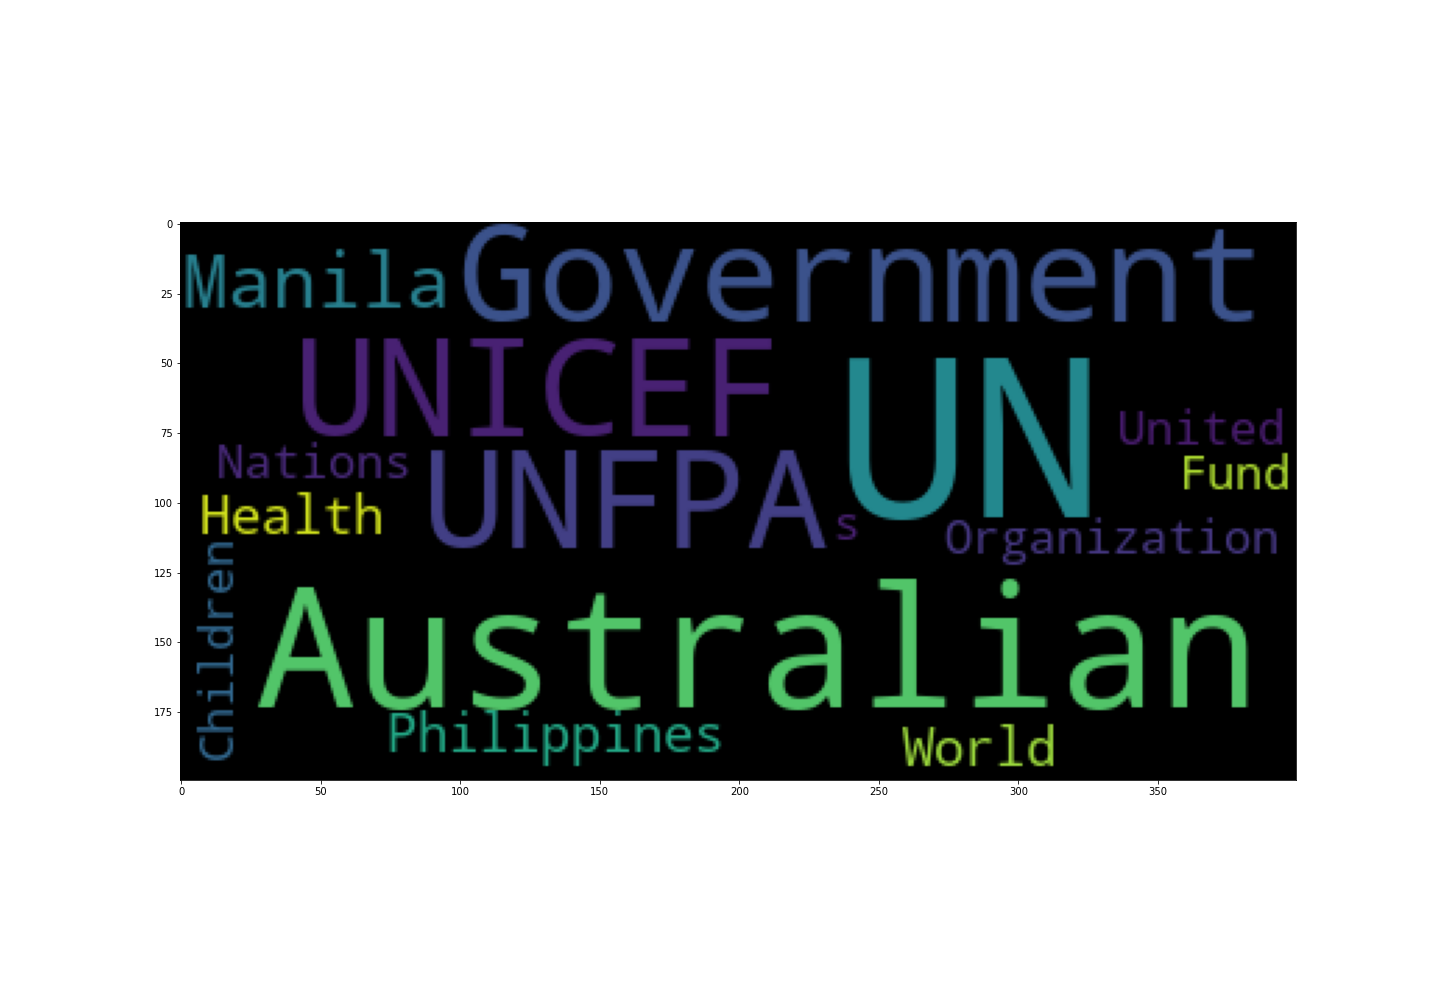 Manila Government
UNICEF
UN
United
Nations
UNFPA
Fund
Health
s
Organization
Children
Australian
Philippines
World
0
25
50
75
100
125
150
175
0 50 100 150 200 250 300 350